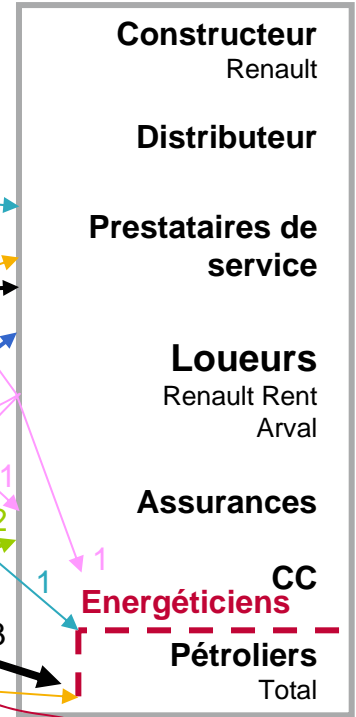 Constructeur
Renault
Distributeur
Prestataires de
service
Loueurs
Renault Rent
Arval
1
Assurances
2
1
CC
1
Energéticiens
3
Pétroliers
Total